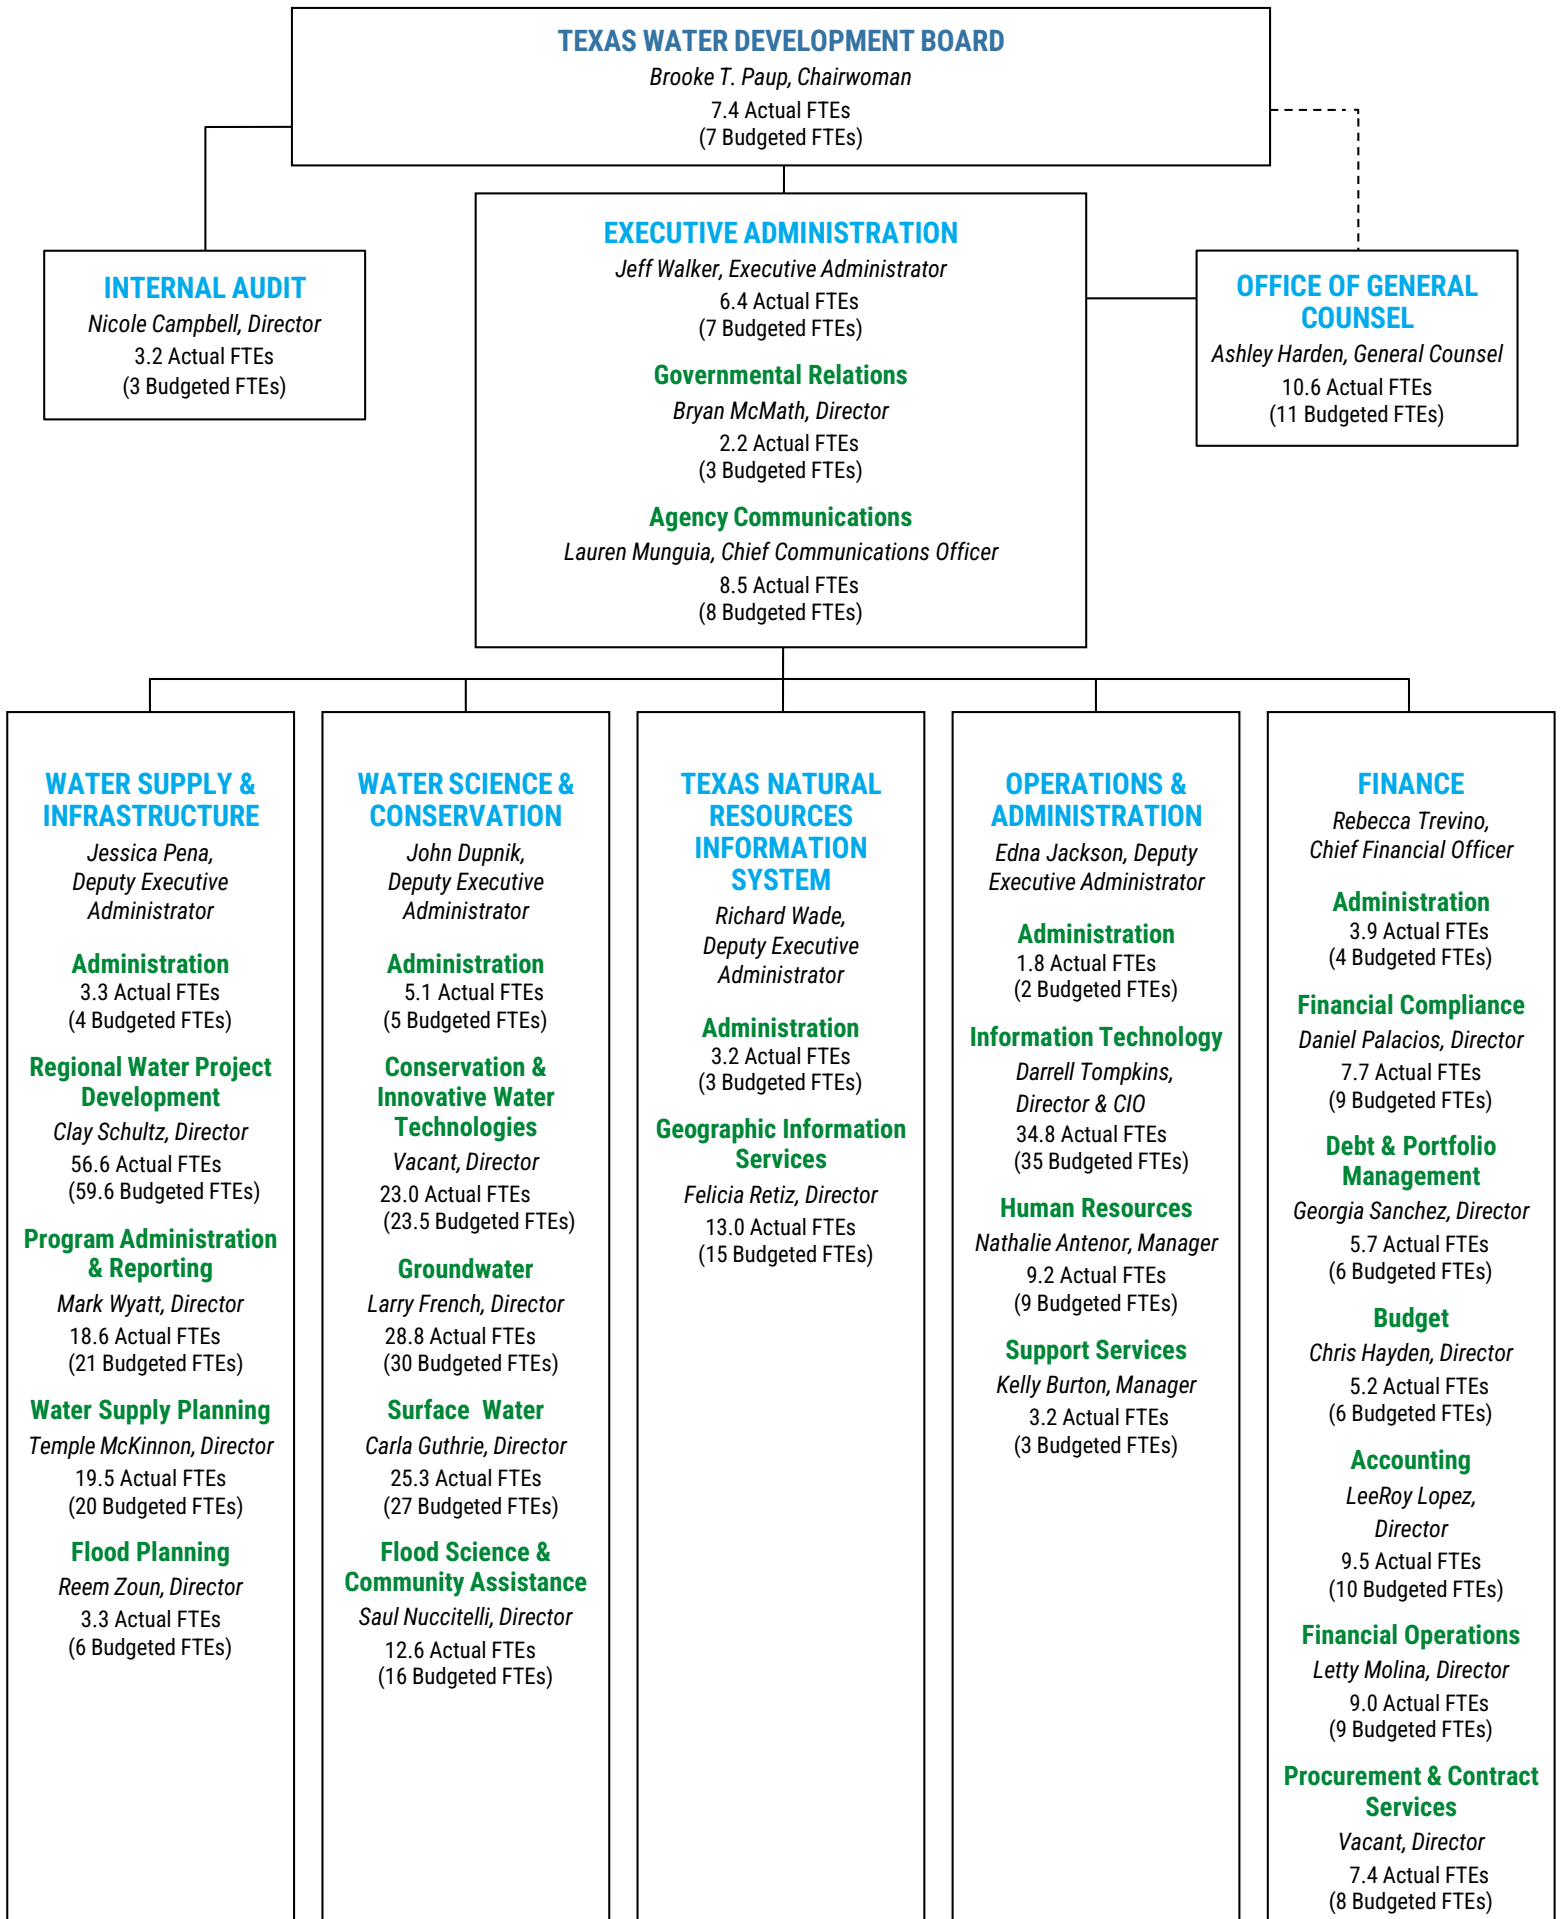 TEXAS WATER DEVELOPMENT BOARD
Brooke T. Paup, Chairwoman
7.4 Actual FTEs
(7 Budgeted FTEs)
EXECUTIVE ADMINISTRATION
Jeff Walker, Executive Administrator
6.4 Actual FTEs
(7 Budgeted FTEs)
Governmental Relations
Bryan McMath, Director
2.2 Actual FTEs
(3 Budgeted FTEs)
Agency Communications
Lauren Munguia, Chief Communications Officer
8.5 Actual FTEs
(8 Budgeted FTEs)
INTERNAL AUDIT
Nicole Campbell, Director
3.2 Actual FTEs
(3 Budgeted FTEs)
OFFICE OF GENERAL
COUNSEL
Ashley Harden, General Counsel
10.6 Actual FTEs
(11 Budgeted FTEs)
WATER SUPPLY &
INFRASTRUCTURE
Jessica Pena,
Deputy Executive
Administrator
Administration
3.3 Actual FTEs
(4 Budgeted FTEs)
Regional Water Project
Development
Clay Schultz, Director
56.6 Actual FTEs
(59.6 Budgeted FTEs)
Program Administration
& Reporting
Mark Wyatt, Director
18.6 Actual FTEs
(21 Budgeted FTEs)
Water Supply Planning
Temple McKinnon, Director
19.5 Actual FTEs
(20 Budgeted FTEs)
Flood Planning
Reem Zoun, Director
3.3 Actual FTEs
(6 Budgeted FTEs)
WATER SCIENCE &
CONSERVATION
John Dupnik,
Deputy Executive
Administrator
Administration
5.1 Actual FTEs
(5 Budgeted FTEs)
Conservation &
Innovative Water
Technologies
Vacant, Director
23.0 Actual FTEs
(23.5 Budgeted FTEs)
Groundwater
Larry French, Director
28.8 Actual FTEs
(30 Budgeted FTEs)
Surface Water
Carla Guthrie, Director
25.3 Actual FTEs
(27 Budgeted FTEs)
Flood Science &
Community Assistance
Saul Nuccitelli, Director
12.6 Actual FTEs
(16 Budgeted FTEs)
TEXAS NATURAL
RESOURCES
INFORMATION
SYSTEM
Richard Wade,
Deputy Executive
Administrator
Administration
3.2 Actual FTEs
(3 Budgeted FTEs)
Geographic Information
Services
Felicia Retiz, Director
13.0 Actual FTEs
(15 Budgeted FTEs)
OPERATIONS &
ADMINISTRATION
Edna Jackson, Deputy
Executive Administrator
Administration
1.8 Actual FTEs
(2 Budgeted FTEs)
Information Technology
Darrell Tompkins,
Director & CIO
34.8 Actual FTEs
(35 Budgeted FTEs)
Human Resources
Nathalie Antenor, Manager
9.2 Actual FTEs
(9 Budgeted FTEs)
Support Services
Kelly Burton, Manager
3.2 Actual FTEs
(3 Budgeted FTEs)
FINANCE
Rebecca Trevino,
Chief Financial Officer
Administration
3.9 Actual FTEs
(4 Budgeted FTEs)
Financial Compliance
Daniel Palacios, Director
7.7 Actual FTEs
(9 Budgeted FTEs)
Debt & Portfolio
Management
Georgia Sanchez, Director
5.7 Actual FTEs
(6 Budgeted FTEs)
Budget
Chris Hayden, Director
5.2 Actual FTEs
(6 Budgeted FTEs)
Accounting
LeeRoy Lopez,
Director
9.5 Actual FTEs
(10 Budgeted FTEs)
Financial Operations
Letty Molina, Director
9.0 Actual FTEs
(9 Budgeted FTEs)
Procurement & Contract
Services
Vacant, Director
7.4 Actual FTEs
(8 Budgeted FTEs)